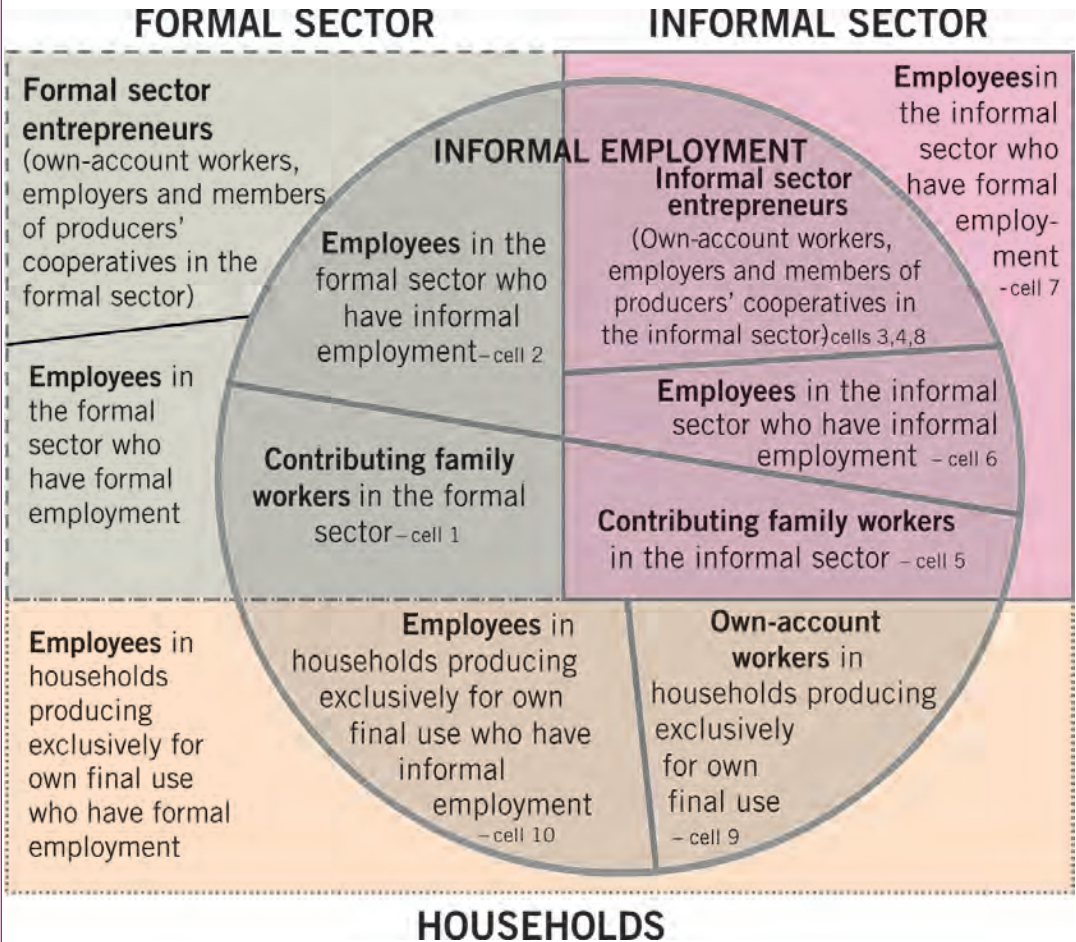 FORMAL SECTOR
INFORMAL SECTOR
Formal sector
entrepreneurs
(own-account workers,
employers and members
of producers'
cooperatives in the
formal sector)
Employees in
the formal
sector who
have formal
employment
INFORMAL EMPLOYMENT
Employees in the
formal sector who
have informal
employment–cell 2
Contributing family
workers in the formal
sector–cell 1
Informal sector
entrepreneurs
(Own-account workers,
employers and members of
producers' cooperatives in
the informal sector)cells 3,4,8
Employees in the informal
sector who have informal
employment – cell 6
Contributing family workers
in the informal sector – cell 5
Employeesin
the informal
sector who
have formal
employ-
ment
-cell 7
Employees in
households
producing
exclusively for
own final use
who have formal
employment
Employees in
households producing
exclusively for own
final use who have
informal
employment
–cell 10
Own-account
workers in
households producing
exclusively
for own
final use
– cell 9
HOUSEHOLDS